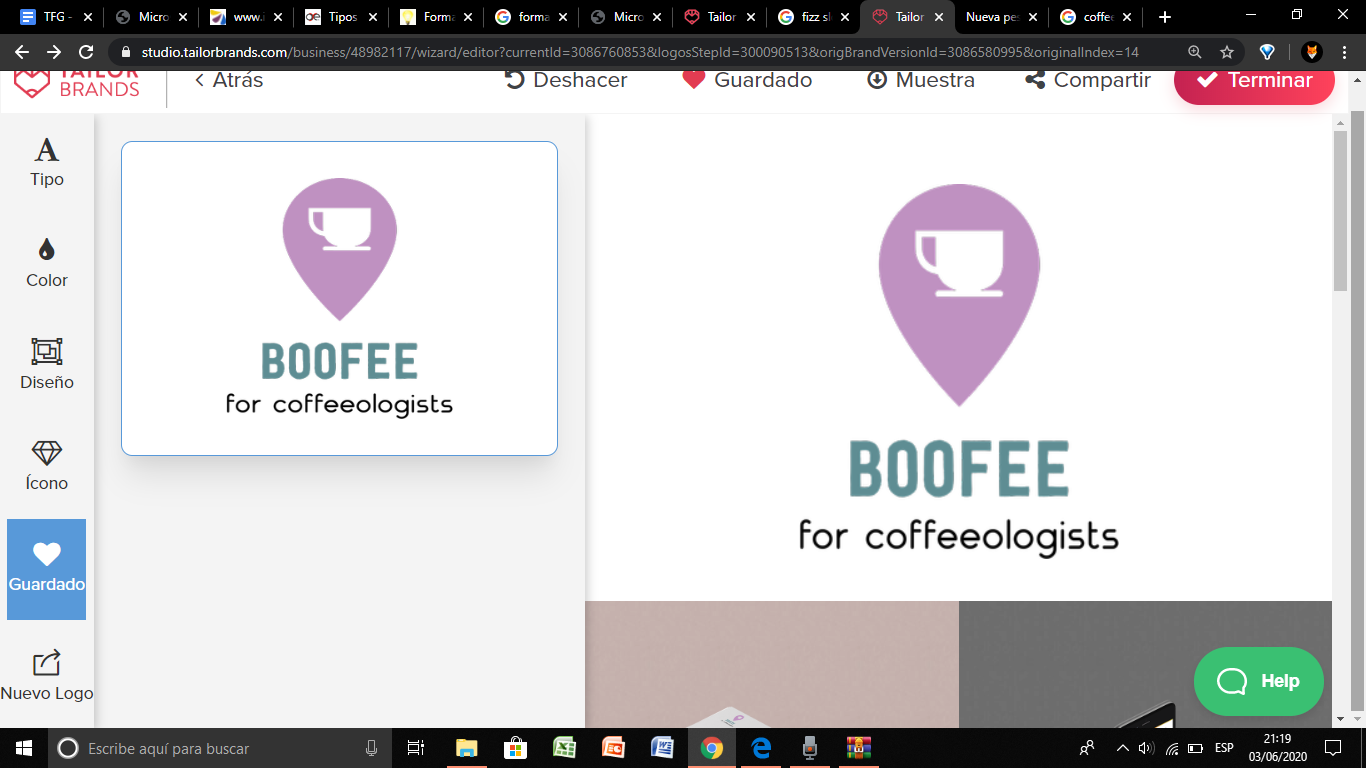 TFG -
Micro
www.
Tipos
Forma
forma
Micro
Tailor
fizz sl
Tailor
Nueva pe
coffee
studio.tailorbrands.com/business/48982117/wizard/editor?currentId=3086760853&logosStepId=300090513&origBrandVersionId=3086580995&originalIndex=14
TAILOR
BRANDS
Atrás
Deshacer
Guardado
Muestra
Compartir
Terminar
Tipo
Color
Diseño
Ícono
Guardado
Nuevo Logo
BOOFEE
for coffeeologists
BOOFEE
for coffeeologists
Help
Escribe aquí para buscar
ESP
21:19
03/06/2020